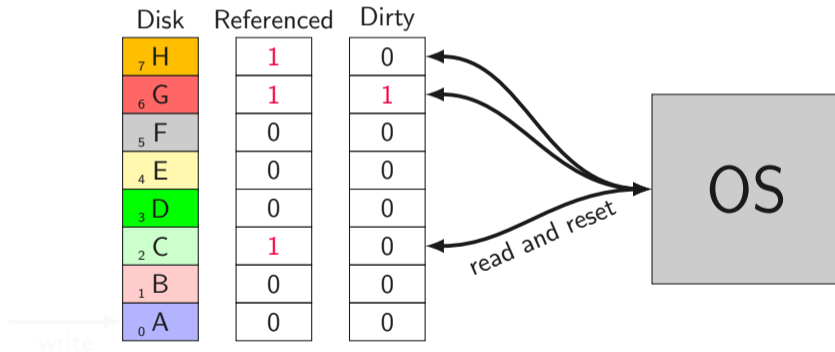 Disk Referenced Dirty
7 H 1 0
6 G 1 1
5 F 0 0
4 E 0 0
3 D 0 0
2 C 1 0
1 B 0 0
0 A 0 0
OS
read and reset
write